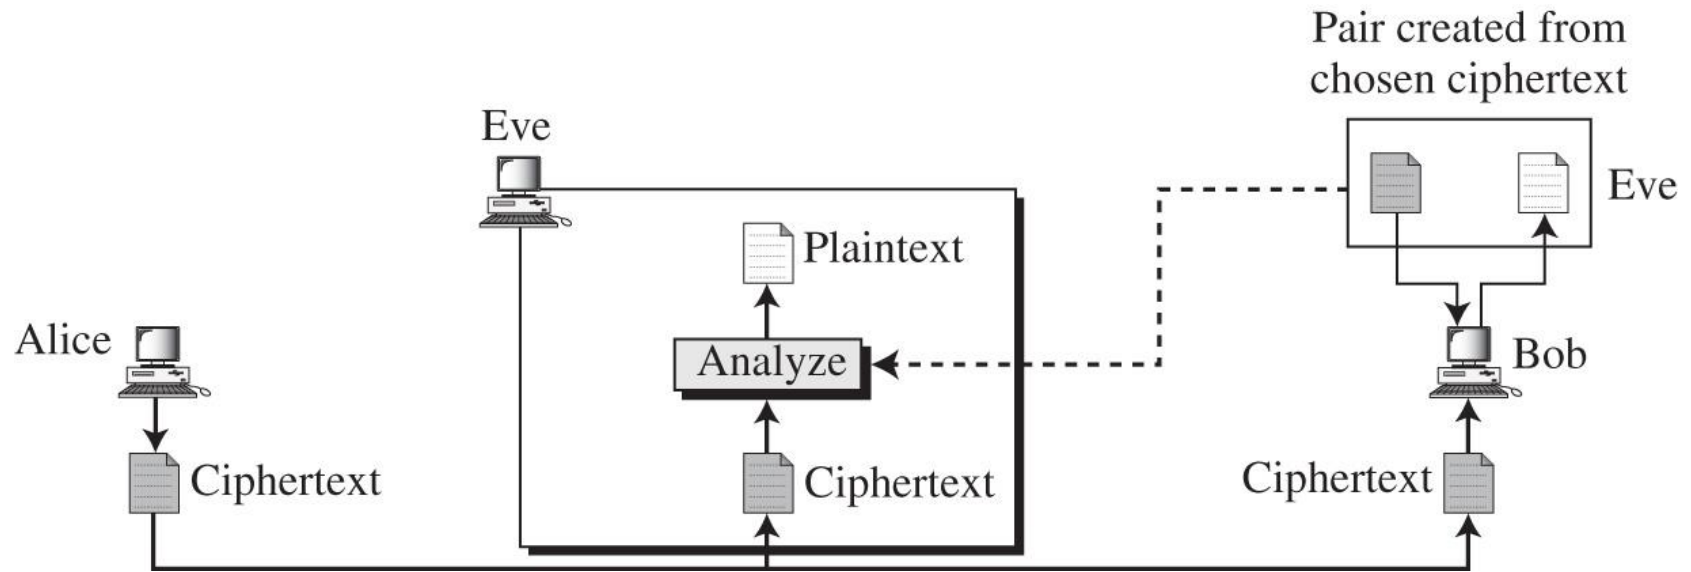 Pair created from
chosen ciphertext
Eve
Eve
Plaintext
Alice
Analyze
Bob
Ciphertext
Ciphertext
Ciphertext